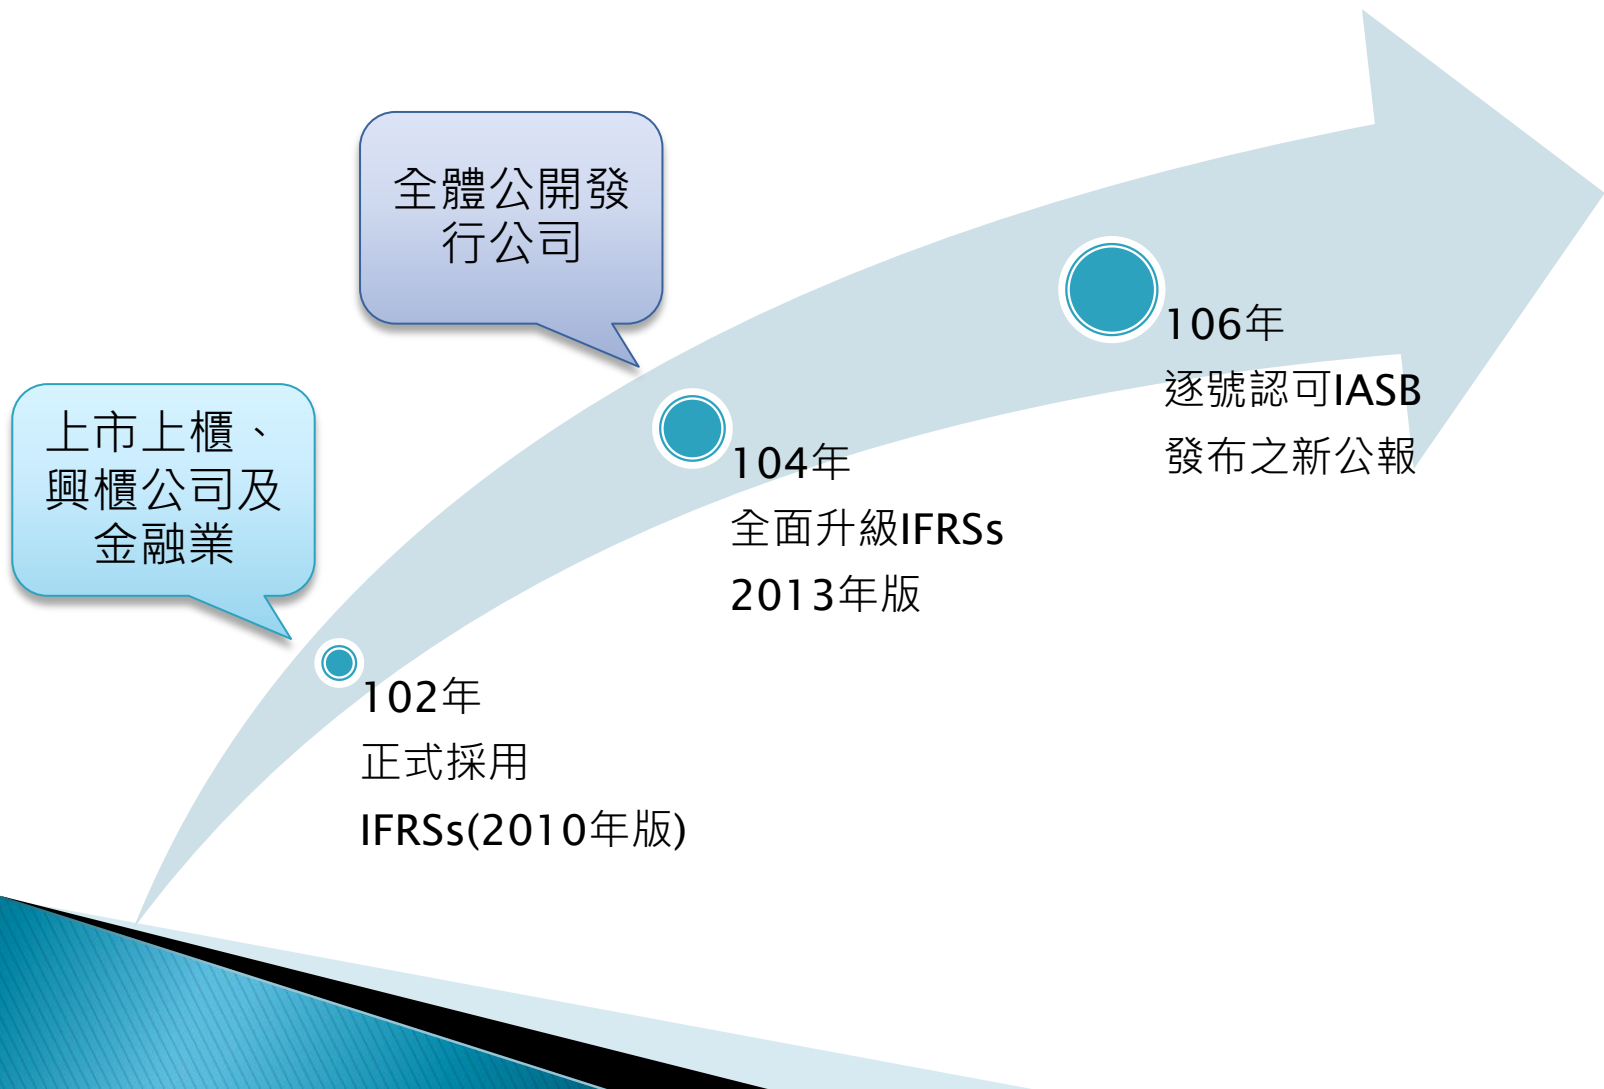 全體公開發
行公司
上市上櫃、
興櫃公司及
金融業
106年
逐號認可IASB
發布之新公報
104年
全面升級IFRSs
2013年版
102年
正式採用
IFRSs(2010年版)